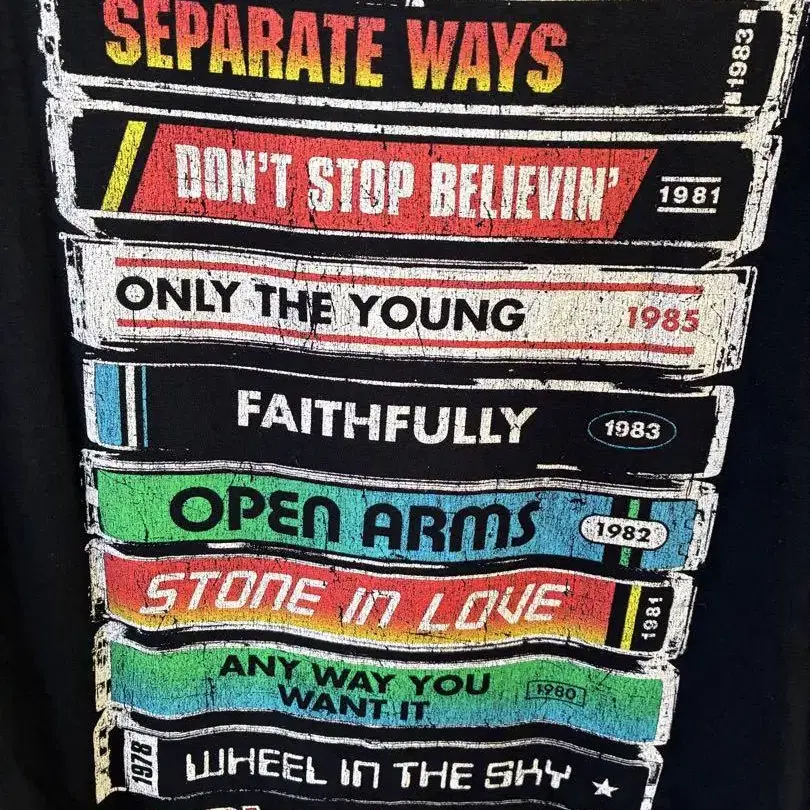 SEPARATE WAYS 1983
DON'T STOP BELIEVIN' 1981
ONLY THE YOUNG 1985
FAITHFULLY 1983
OPEN ARMS 1982
STONE IN LOVE 1981
ANY WAY YOU
WANT IT 1980
1978 WHEEL IN THE SKY